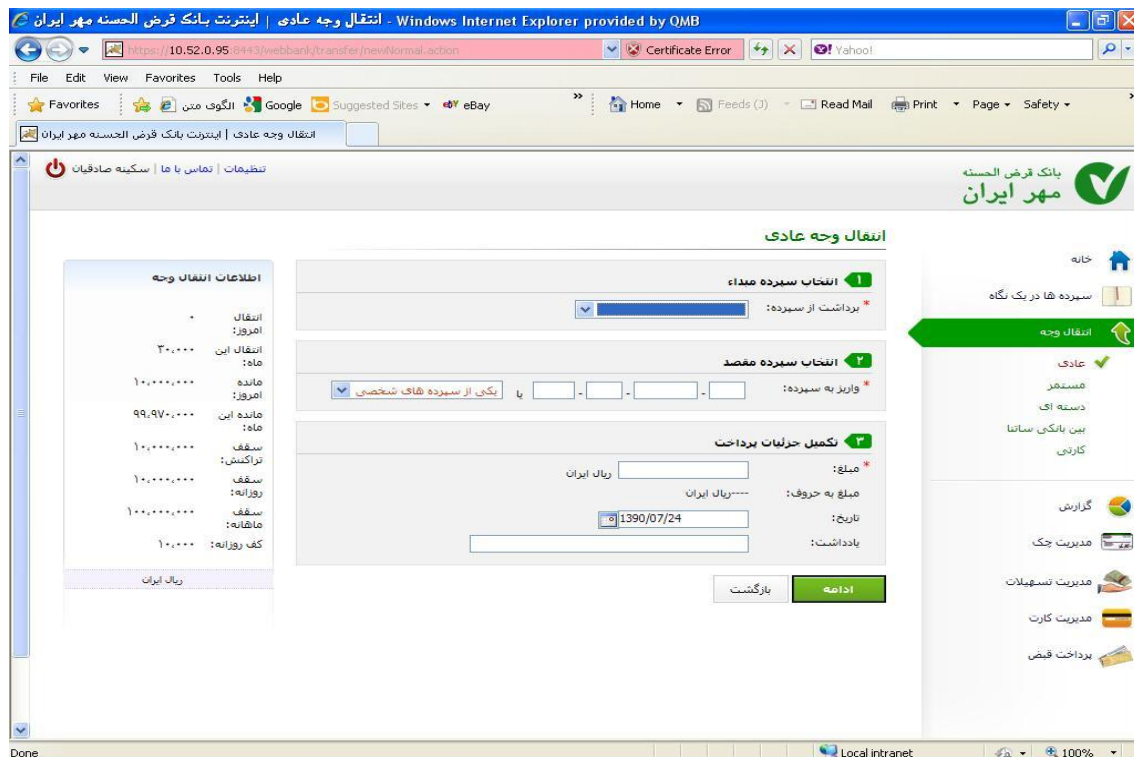 انتقال وجه عادی | اینترنت بانک قرض الحسنه مهر ایران - Windows Internet Explorer provided by QMB
https://10.52.0.95:8443/webbank/transfer/newNormal.action
Certificate Error
Yahoo!
File Edit View Favorites Tools Help
Favorites الگوی متن Google Suggested Sites eBay » Home Feeds (J) Read Mail Print Page Safety »
انتقال وجه عادی | اینترنت بانک قرض الحسنه مهر ایران
بانک قرض الحسنه
مهر ایران
تنظیمات | تماس با ما | سکینه صادقیان
خانه
سپرده ها در یک نگاه
انتقال وجه
عادی
مستمر
دسته ای
بین بانکی ساتنا
کارتی
گزارش
مدیریت چک
مدیریت تسهیلات
مدیریت کارت
پرداخت قبض
انتقال وجه عادی
۱ انتخاب سپرده مبداء
* برداشت از سپرده:
۲ انتخاب سپرده مقصد
* واریز به سپرده: - - - یا یکی از سپرده های شخصی
۳ تکمیل جزئیات پرداخت
* مبلغ: ریال ایران
مبلغ به حروف: ----ریال ایران
تاریخ: 1390/07/24
یادداشت:
ادامه بازگشت
اطلاعات انتقال وجه
انتقال امروز: ۰
انتقال این ماه: ۳۰,۰۰۰
مانده امروز: ۱۰,۰۰۰,۰۰۰
مانده این ماه: ۹۹,۹۷۰,۰۰۰
سقف تراکنش: ۱۰,۰۰۰,۰۰۰
سقف روزانه: ۱۰,۰۰۰,۰۰۰
سقف ماهانه: ۱۰۰,۰۰۰,۰۰۰
کف روزانه: ۱۰,۰۰۰
ریال ایران
Done Local intranet 100%